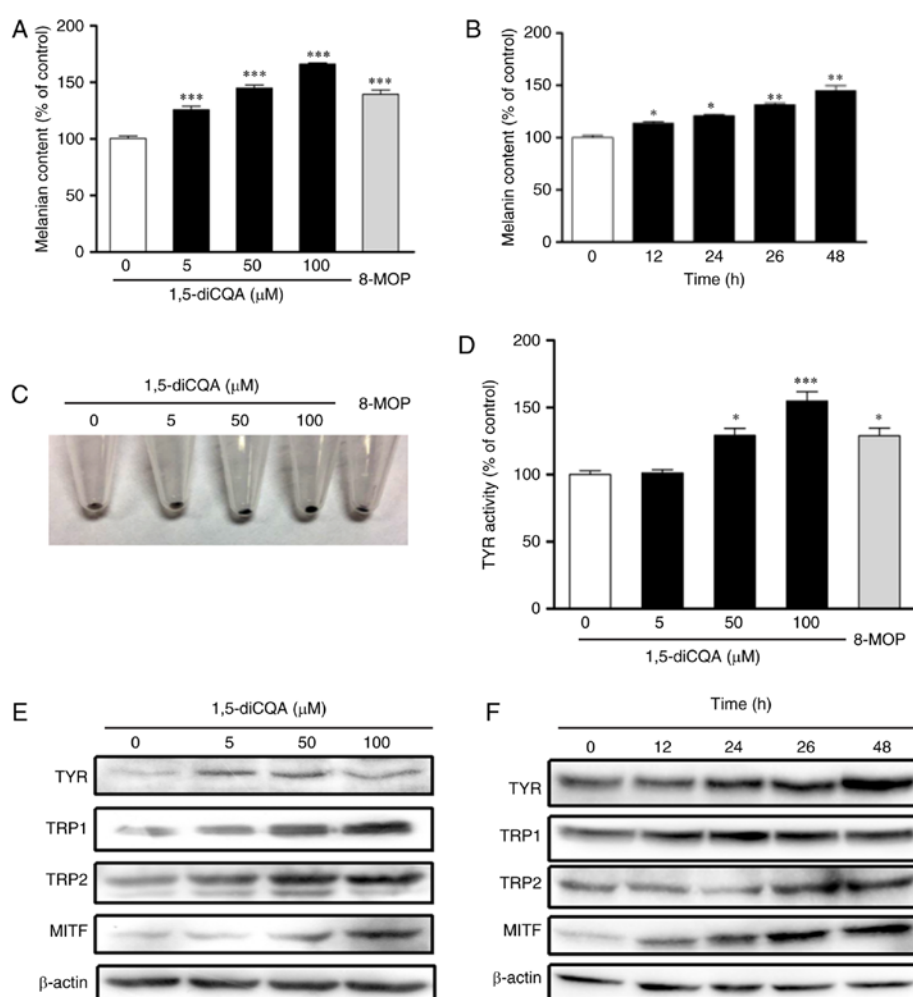 A
Melanian content (% of control)
200
150
100
50
0
***
***
***
***
0 5 50 100 8-MOP
1,5-diCQA (μM)
B
Melanin content (% of control)
200
150
100
50
0
*
*
**
**
0 12 24 26 48
Time (h)
C
1,5-diCQA (μM)
8-MOP
0 5 50 100
D
TYR activity (% of control)
200
150
100
50
0
*
***
*
0 5 50 100 8-MOP
1,5-diCQA (μM)
E
1,5-diCQA (μM)
0 5 50 100
TYR
TRP1
TRP2
MITF
β-actin
F
Time (h)
0 12 24 26 48
TYR
TRP1
TRP2
MITF
β-actin